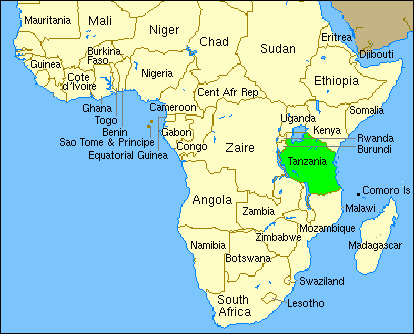 Mauritania
Mali
Niger
Chad
Sudan
Eritrea
Djibouti
Guinea
Burkina
Faso
Cote
d'Ivoire
Nigeria
Ethiopia
Ghana
Togo
Benin
Sao Tome & Principe
Equatorial Guinea
Cameroon
Cent Afr Rep
Somalia
Uganda
Kenya
Gabon
Congo
Zaire
Rwanda
Burundi
Tanzania
Comoro Is
Angola
Zambia
Malawi
Mozambique
Zimbabwe
Madagascar
Namibia
Botswana
Swaziland
South
Africa
Lesotho